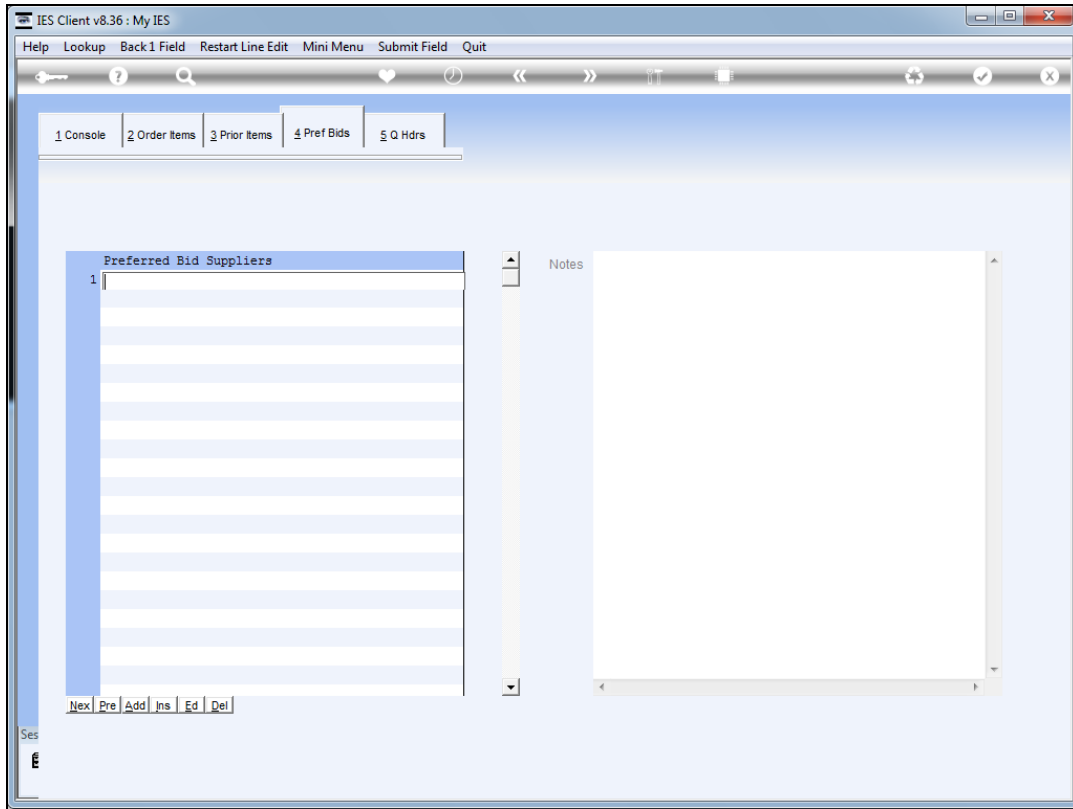 IES Client v8.36 : My IES
Help Lookup Back 1 Field Restart Line Edit Mini Menu Submit Field Quit
1 Console 2 Order Items 3 Prior Items 4 Pref Bids 5 Q Hdrs
Preferred Bid Suppliers
Notes
1
Nex Pre Add Ins Ed Del
Ses